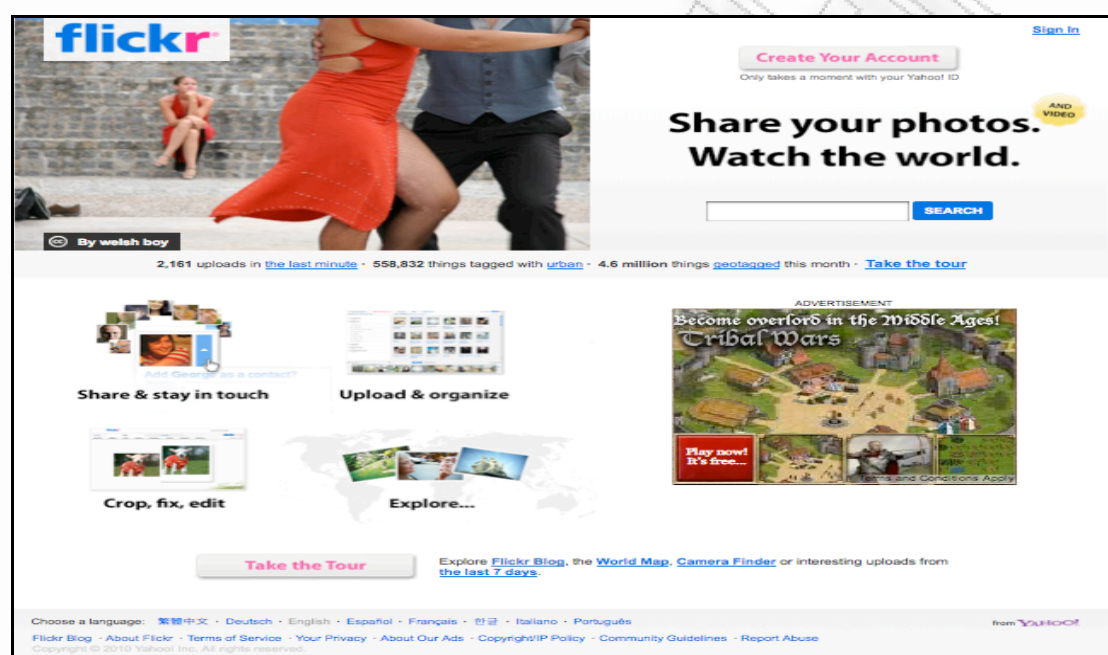 flickr
Sign In
Create Your Account
Only takes a moment with your Yahoo! ID
AND
VIDEO
Share your photos.
Watch the world.
SEARCH
By welsh boy
2,161 uploads in the last minute - 558,832 things tagged with urban - 4.6 million things geotagged this month - Take the tour
Add George as a contact?
Share & stay in touch
Upload & organize
Crop, fix, edit
Explore...
ADVERTISEMENT
Become overlord in the Middle Ages!
Tribal Wars
Play now!
It's free...
Terms and Conditions Apply
Take the Tour
Explore Flickr Blog, the World Map, Camera Finder or interesting uploads from
the last 7 days.
Choose a language: 繁體中文 - Deutsch - English - Español - Français - 한글 - Italiano - Português
from YAHOO!
Flickr Blog - About Flickr - Terms of Service - Your Privacy - About Our Ads - Copyright/IP Policy - Community Guidelines - Report Abuse
Copyright © 2010 Yahoo! Inc. All rights reserved.